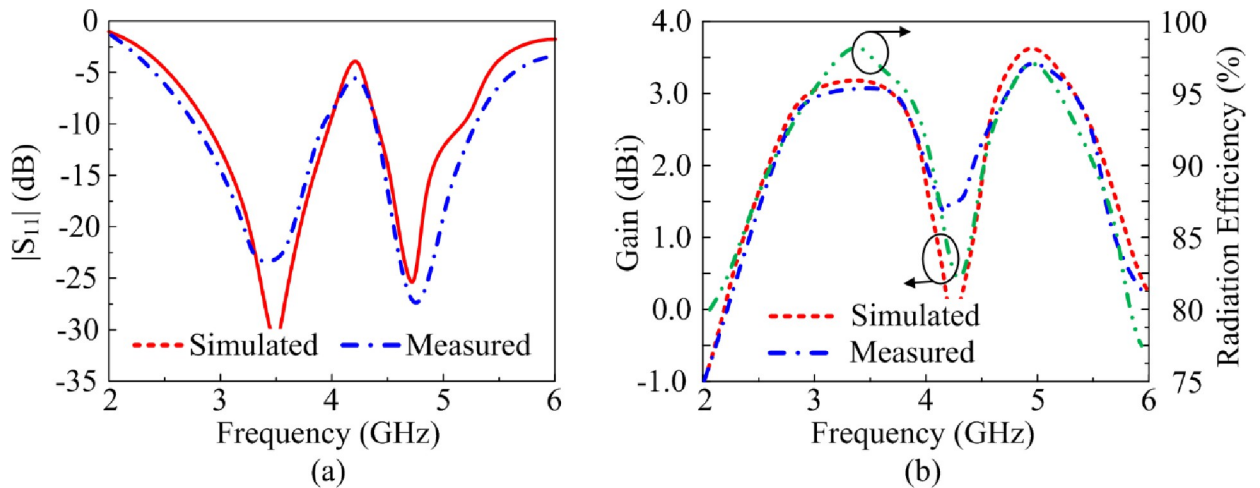 0
-5
-10
-15
-20
-25
-30
-35
|S11| (dB)
Simulated
Measured
2
3
4
5
6
Frequency (GHz)
(a)
4.0
3.0
2.0
1.0
0.0
-1.0
Gain (dBi)
100
95
90
85
80
75
Radiation Efficiency (%)
Simulated
Measured
2
3
4
5
6
Frequency (GHz)
(b)